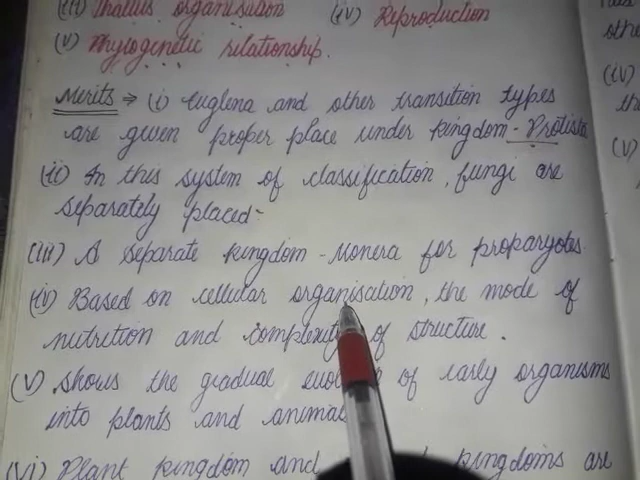 (iii) Thallus organisation (iv) Reproduction
(v) Phylogenetic relationship.
Merits ⇒ (i) Euglena and other transition types
are given proper place under kingdom - Protista
(ii) In this system of classification, fungi are
separately placed-
(iii) A separate kingdom - Monera for prokaryotes.
(iv) Based on cellular organisation, the mode of
nutrition and complexity of structure.
(v) shows the gradual of early organisms
into plants and
(vi) Plant kingdom and kingdoms are
othe
(iv)
th
(v)